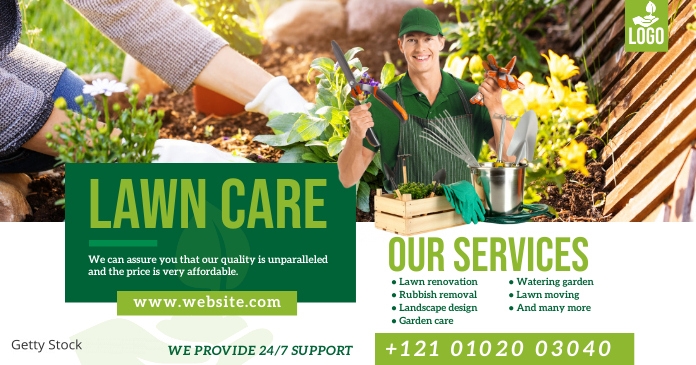 LOGO
LAWN CARE
We can assure you that our quality is unparalleled
and the price is very affordable.
www.website.com
OUR SERVICES
• Lawn renovation
• Rubbish removal
• Landscape design
• Garden care
• Watering garden
• Lawn moving
• And many more
Getty Stock
WE PROVIDE 24/7 SUPPORT
+121 01020 03040